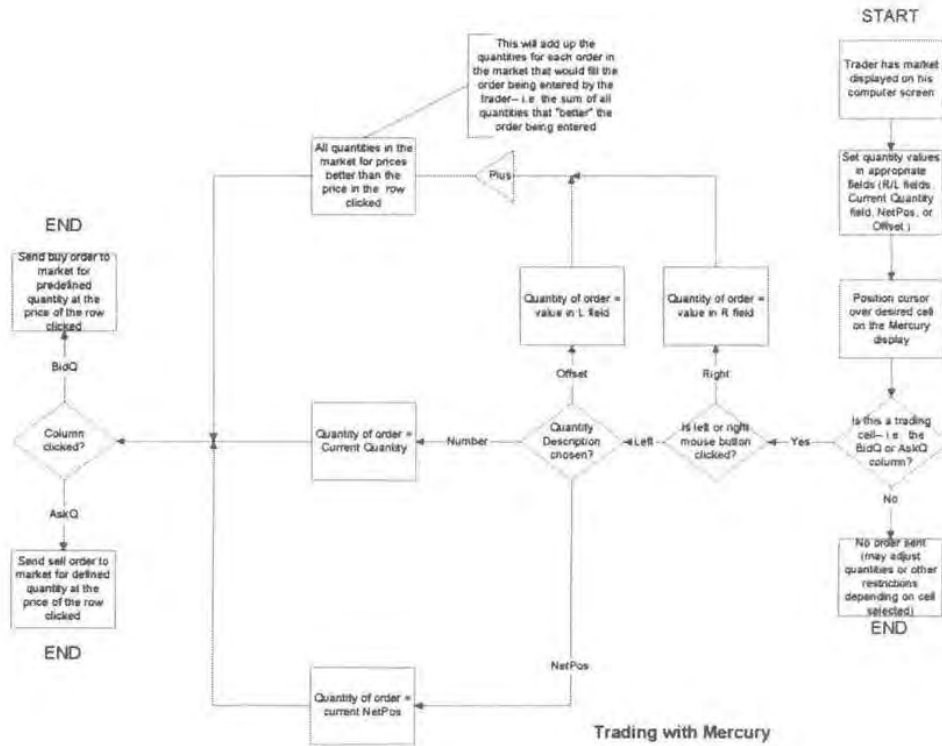 START
Trader has market
displayed on his
computer screen
Set quantity values
in appropriate
fields (R/L fields,
Current Quantity
field, NetPos, or
Offset.)
Position cursor
over desired cell
on the Mercury
display
Is this a trading
cell--i.e. the
BidQ or AskQ
column?
Yes
No
No order sent
(may adjust
quantities or other
restrictions
depending on cell
selected)
END
Is left or right
mouse button
clicked?
Right
Left
Quantity of order =
value in R field
Quantity
Description
chosen?
Offset
Number
NetPos
Quantity of order =
value in L field
Plus
This will add up the
quantities for each order in
the market that would fill the
order being entered by the
trader--i.e. the sum of all
quantities that "better" the
order being entered
All quantities in the
market for prices
better than the
price in the row
clicked
Quantity of order =
Current Quantity
Quantity of order =
current NetPos
Column
clicked?
BidQ
AskQ
END
Send buy order to
market for
predefined
quantity at the
price of the row
clicked
Send sell order to
market for defined
quantity at the
price of the row
clicked
END
Trading with Mercury